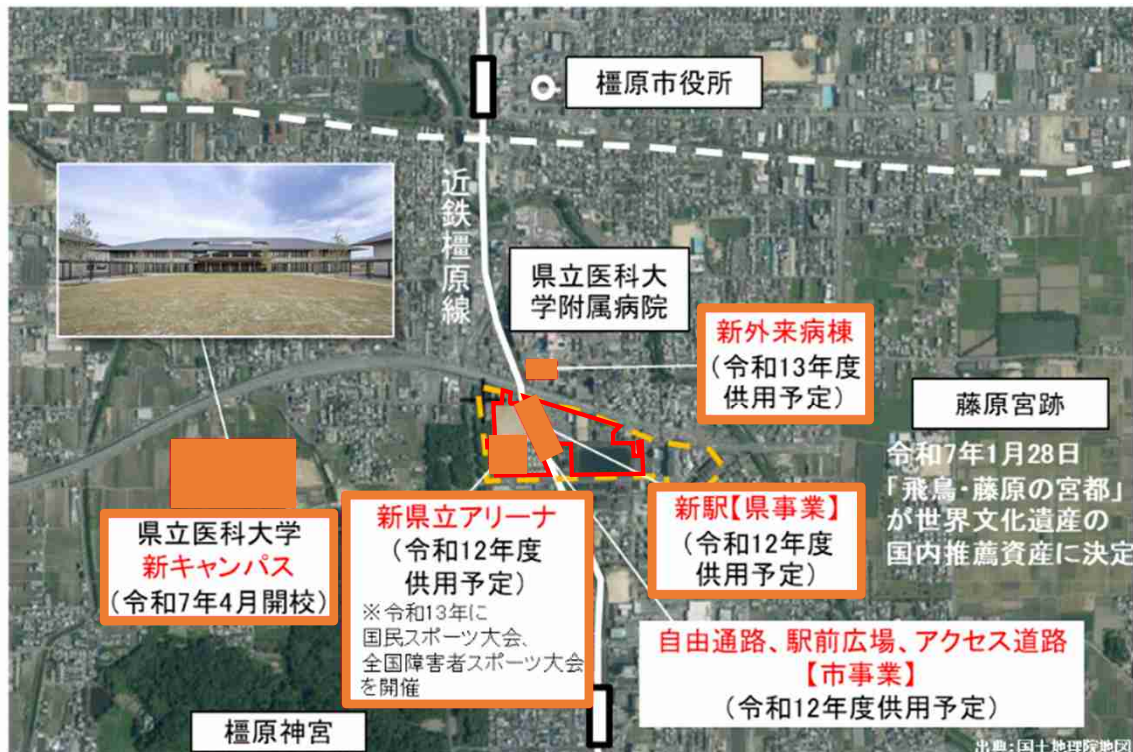 橿原市役所
近鉄橿原線
県立医科大
学附属病院
新外来病棟
(令和13年度
供用予定)
藤原宮跡
令和7年1月28日
「飛鳥・藤原の宮都」
が世界文化遺産の
国内推薦資産に決定
県立医科大学
新キャンパス
(令和7年4月開校)
新県立アリーナ
(令和12年度
供用予定)
※令和13年に
国民スポーツ大会、
全国障害者スポーツ大会
を開催
新駅【県事業】
(令和12年度
供用予定)
自由通路、駅前広場、アクセス道路
【市事業】
(令和12年度供用予定)
橿原神宮
出典:国土地理院地図